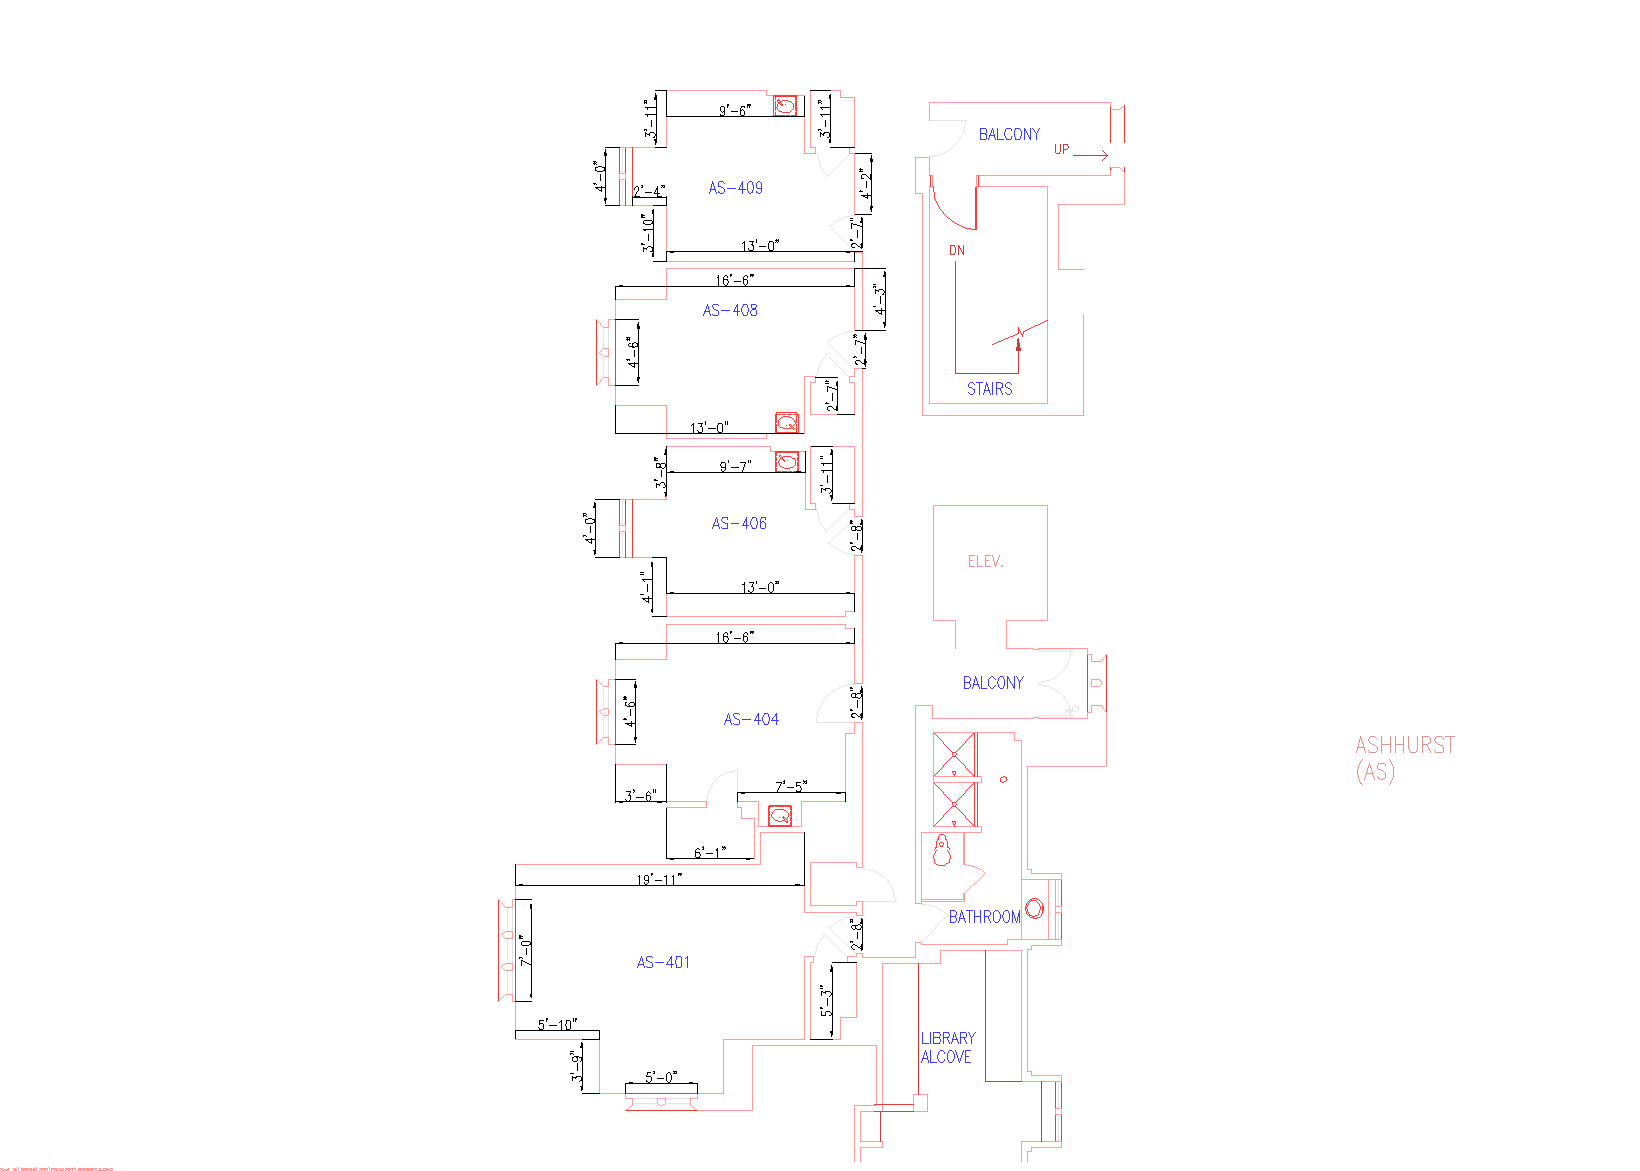 9'-6"
3'-11"
3'-11"
BALCONY
UP
4'-0"
2'-4"
AS-409
4'-2"
3'-10"
13'-0"
2'-7"
DN
16'-6"
4'-3"
AS-408
4'-6"
2'-7"
2'-7"
STAIRS
13'-0"
3'-8"
9'-7"
3'-11"
4'-0"
AS-406
2'-8"
ELEV.
4'-1"
13'-0"
16'-6"
BALCONY
4'-6"
AS-404
2'-8"
ASHHURST
(AS)
3'-6"
7'-5"
6'-1"
19'-11"
BATHROOM
7'-0"
2'-8"
AS-401
5'-3"
5'-10"
LIBRARY
ALCOVE
3'-9"
5'-0"